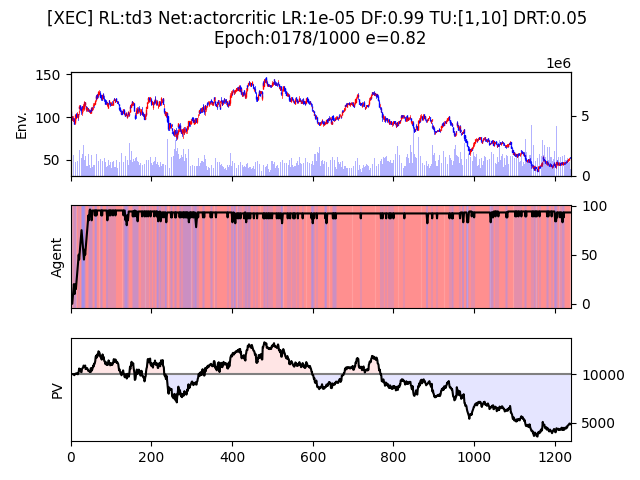 [XEC] RL:td3 Net:actorcritic LR:1e-05 DF:0.99 TU:[1,10] DRT:0.05
Epoch:0178/1000 e=0.82
1e6
150
100
50
Env.
5
0
Agent
100
50
0
PV
10000
5000
0 200 400 600 800 1000 1200